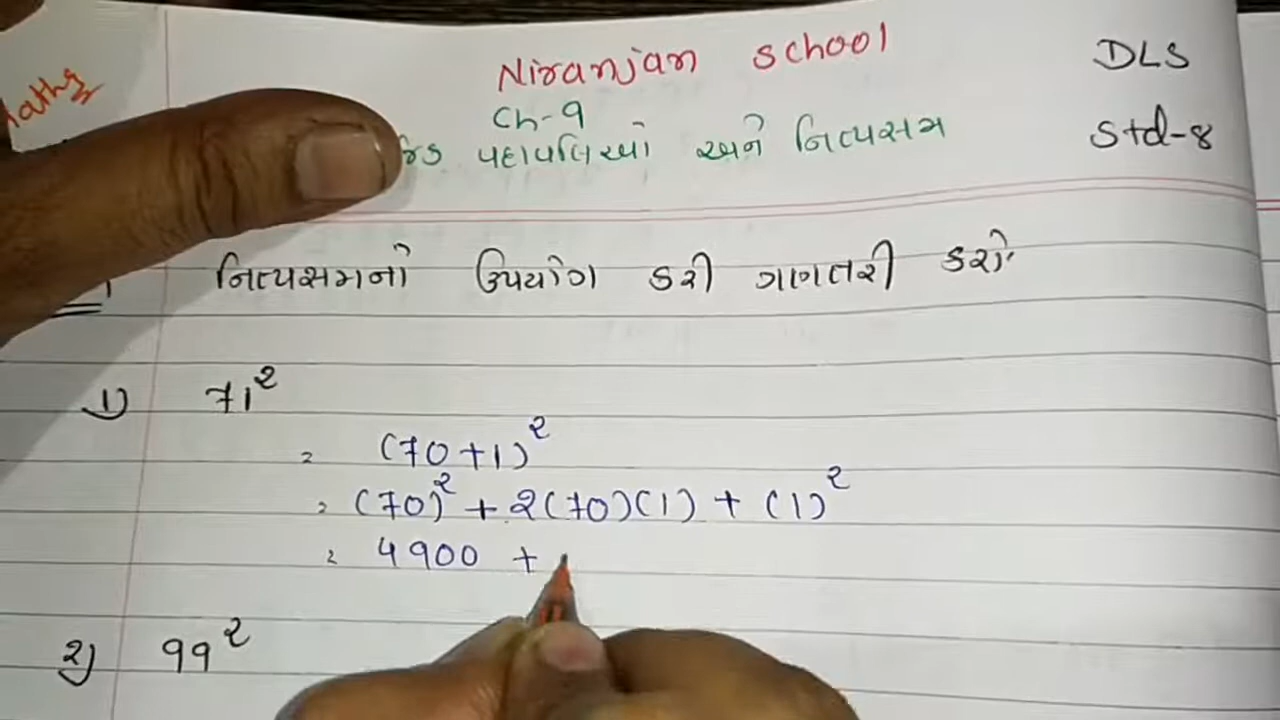 Niranjan school
DLS
Maths
Ch-9
પદાવલિઓ અને નિત્યસમ
Std-8
નિત્યસમનો ઉપયોગ કરી ગણતરી કરો.
1) 71²
= (70+1)²
= (70)² + 2(70)(1) + (1)²
= 4900 +
2) 99²